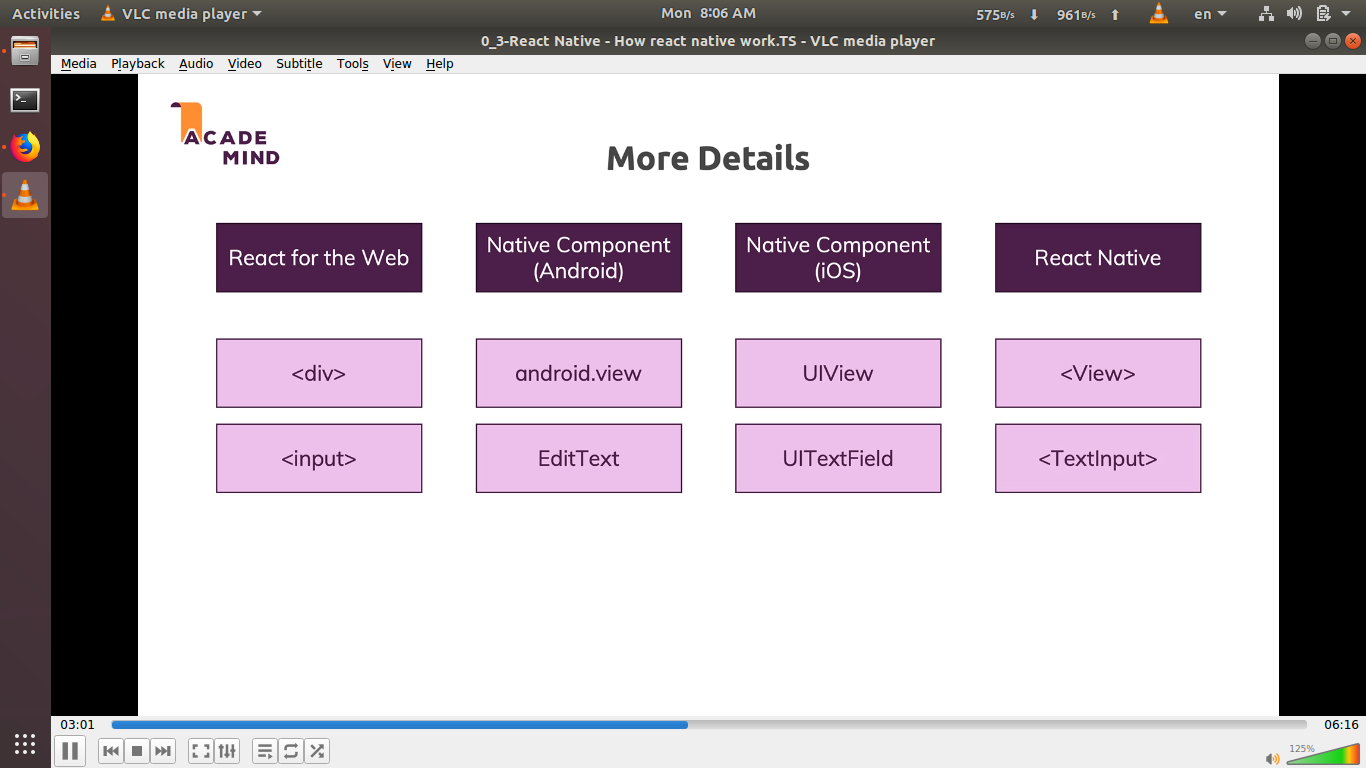 Activities
VLC media player
Mon 8:06 AM
575B/s
961B/s
en
0_3-React Native - How react native work.TS - VLC media player
Media Playback Audio Video Subtitle Tools View Help
ACADE
MIND
More Details
React for the Web
Native Component
(Android)
Native Component
(iOS)
React Native
<div>
android.view
UIView
<View>
<input>
EditText
UITextField
<TextInput>
03:01
06:16
125%